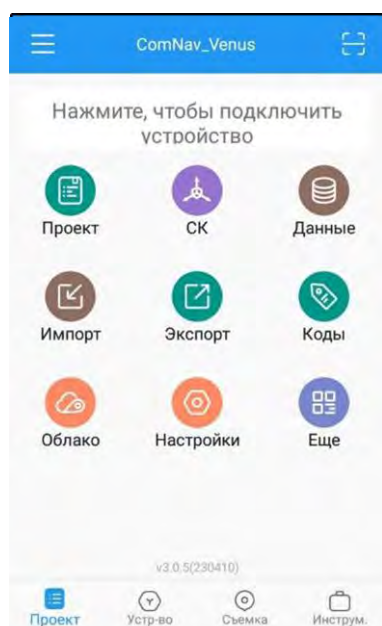 ComNav_Venus
Нажмите, чтобы подключить
устройство
Проект СК Данные
Импорт Экспорт Коды
Облако Настройки Еще
v3.0.5(230410)
Проект Устр-во Съемка Инструм.